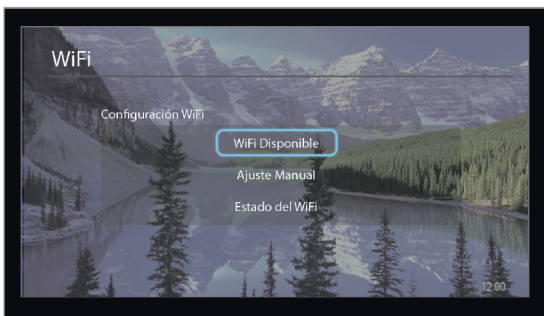 WiFi
Configuración WiFi
WiFi Disponible
Ajuste Manual
Estado del WiFi
12:00